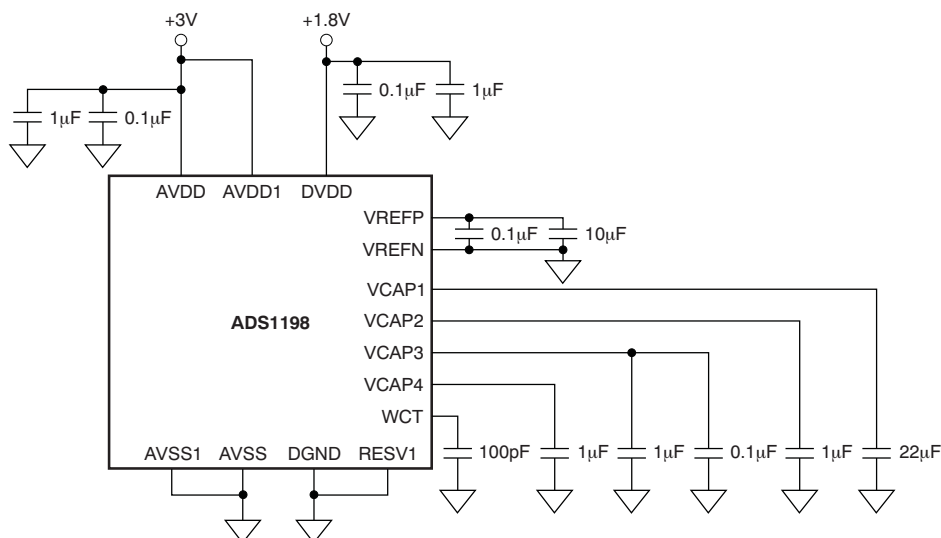 +3V
+1.8V
1μF
0.1μF
0.1μF
1μF
AVDD
AVDD1
DVDD
VREFP
VREFN
0.1μF
10μF
VCAP1
VCAP2
VCAP3
VCAP4
WCT
ADS1198
100pF
1μF
1μF
0.1μF
1μF
22μF
AVSS1
AVSS
DGND
RESV1